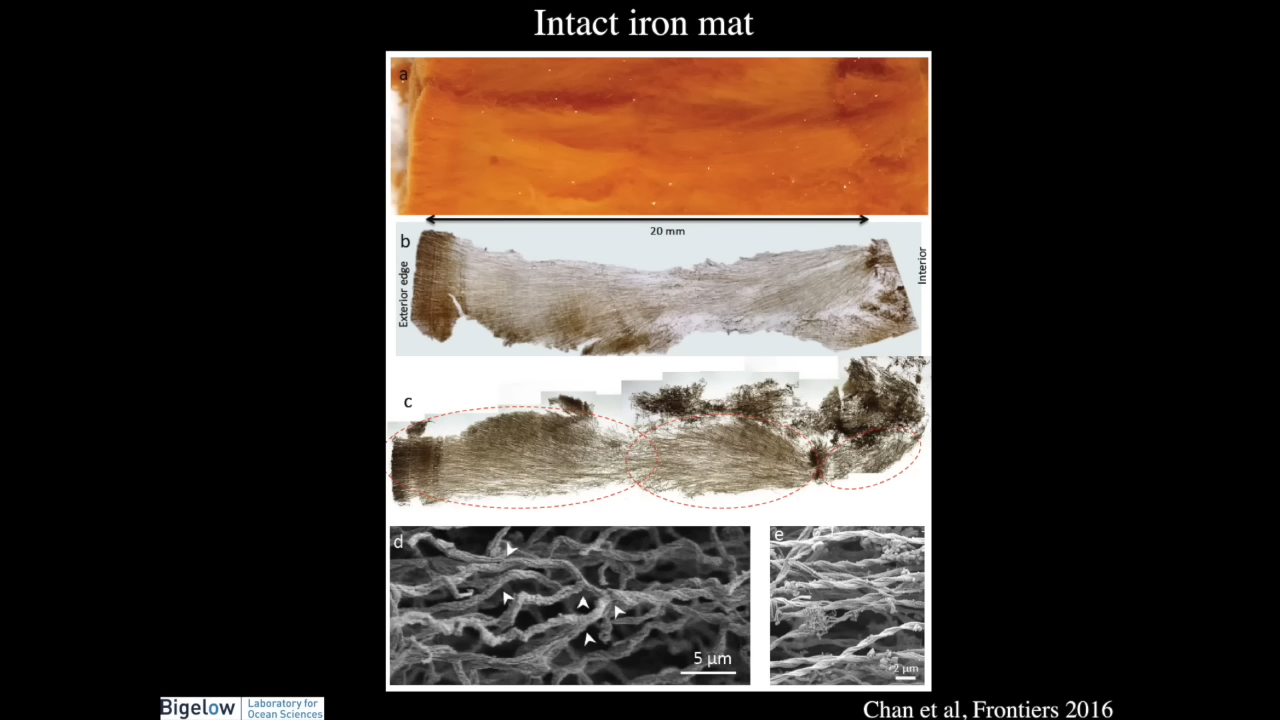 Intact iron mat
a
20 mm
b
Exterior edge
Interior
c
d
e
5 µm
2 µm
Bigelow
Laboratory for
Ocean Sciences
Chan et al, Frontiers 2016